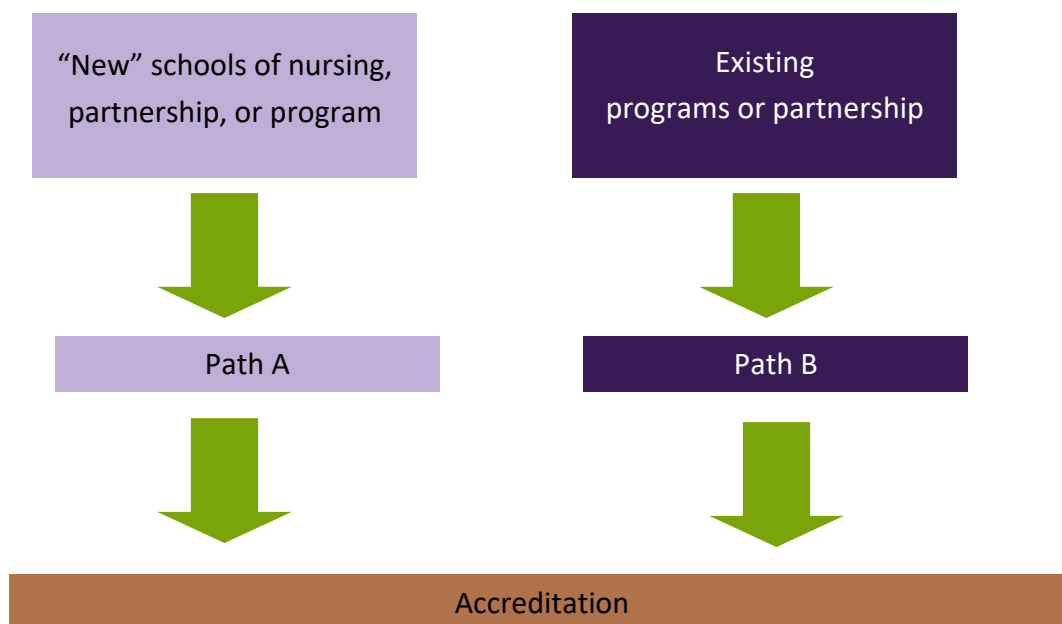 “New” schools of nursing,
partnership, or program
Existing
programs or partnership
Path A
Path B
Accreditation